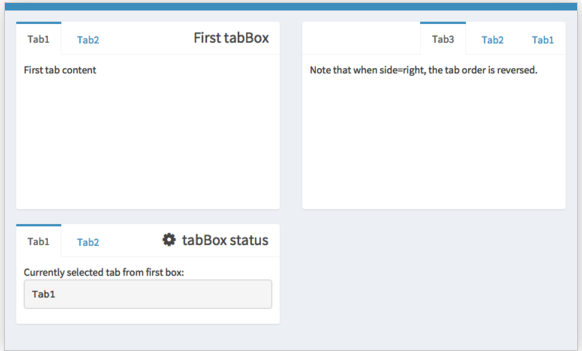 Tab1 Tab2 First tabBox
First tab content
Tab3 Tab2 Tab1
Note that when side=right, the tab order is reversed.
Tab1 Tab2 tabBox status
Currently selected tab from first box:
Tab1